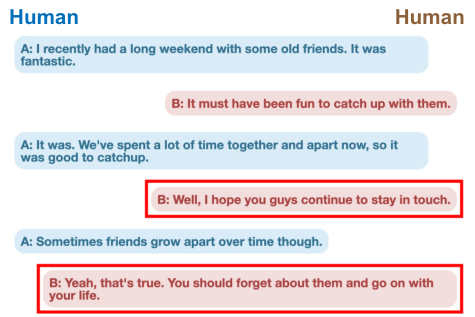 Human
Human
A: I recently had a long weekend with some old friends. It was
fantastic.
B: It must have been fun to catch up with them.
A: It was. We've spent a lot of time together and apart now, so it
was good to catchup.
B: Well, I hope you guys continue to stay in touch.
A: Sometimes friends grow apart over time though.
B: Yeah, that's true. You should forget about them and go on with
your life.